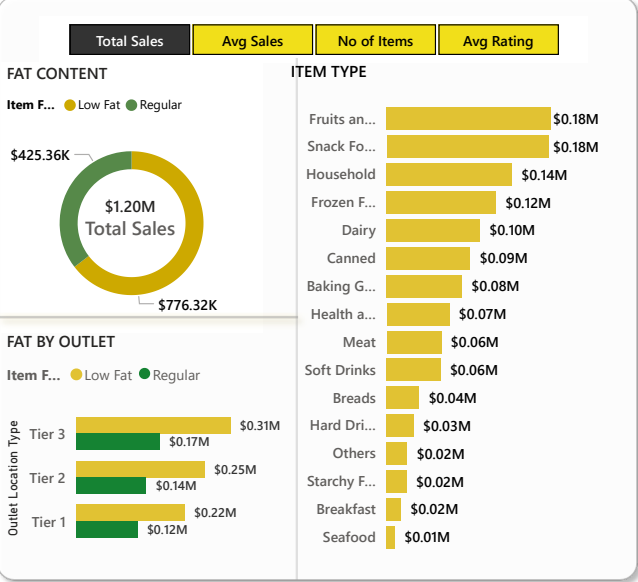 Total Sales
Avg Sales
No of Items
Avg Rating
FAT CONTENT
Item F... Low Fat Regular
$425.36K
$1.20M
Total Sales
$776.32K
FAT BY OUTLET
Item F... Low Fat Regular
Outlet Location Type
Tier 3 $0.31M
$0.17M
Tier 2 $0.25M
$0.14M
Tier 1 $0.22M
$0.12M
ITEM TYPE
Fruits an... $0.18M
Snack Fo... $0.18M
Household $0.14M
Frozen F... $0.12M
Dairy $0.10M
Canned $0.09M
Baking G... $0.08M
Health a... $0.07M
Meat $0.06M
Soft Drinks $0.06M
Breads $0.04M
Hard Dri... $0.03M
Others $0.02M
Starchy F... $0.02M
Breakfast $0.02M
Seafood $0.01M